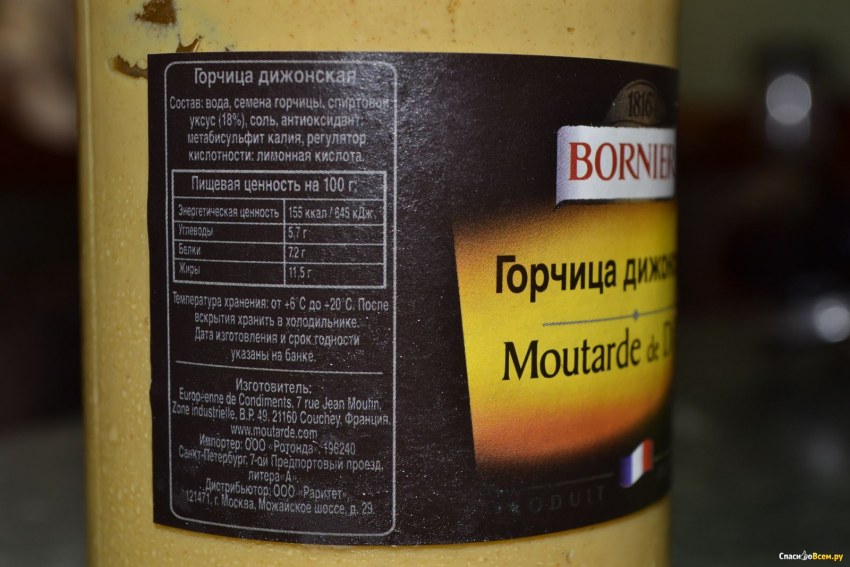 Горчица дижонская
Состав: вода, семена горчицы, спиртовой
уксус (18%), соль, антиоксидант:
метабисульфит калия, регулятор
кислотности: лимонная кислота.
Пищевая ценность на 100 г:
Энергетическая ценность 155 ккал / 645 кДж
Углеводы 5,7 г
Белки 7,2 г
Жиры 11,5 г
Температура хранения: от +6°С до +20°С. После
вскрытия хранить в холодильнике.
Дата изготовления и срок годности
указаны на банке.
Изготовитель:
Européenne de Condiments, 7 rue Jean Moulin,
Zone industrielle, B.P. 49, 21160 Couchey, Франция.
www.moutarde.com
Импортер: ООО «Ротонда», 196240
Санкт-Петербург, 7-ой Предпортовый проезд,
литера «А».
Дистрибьютор: ООО «Раритет»,
121471, г. Москва, Можайское шоссе, д. 29.
1816
BORNIER
Горчица дижон
Moutarde de D
PRODUIT
СпасибоВсем.ру